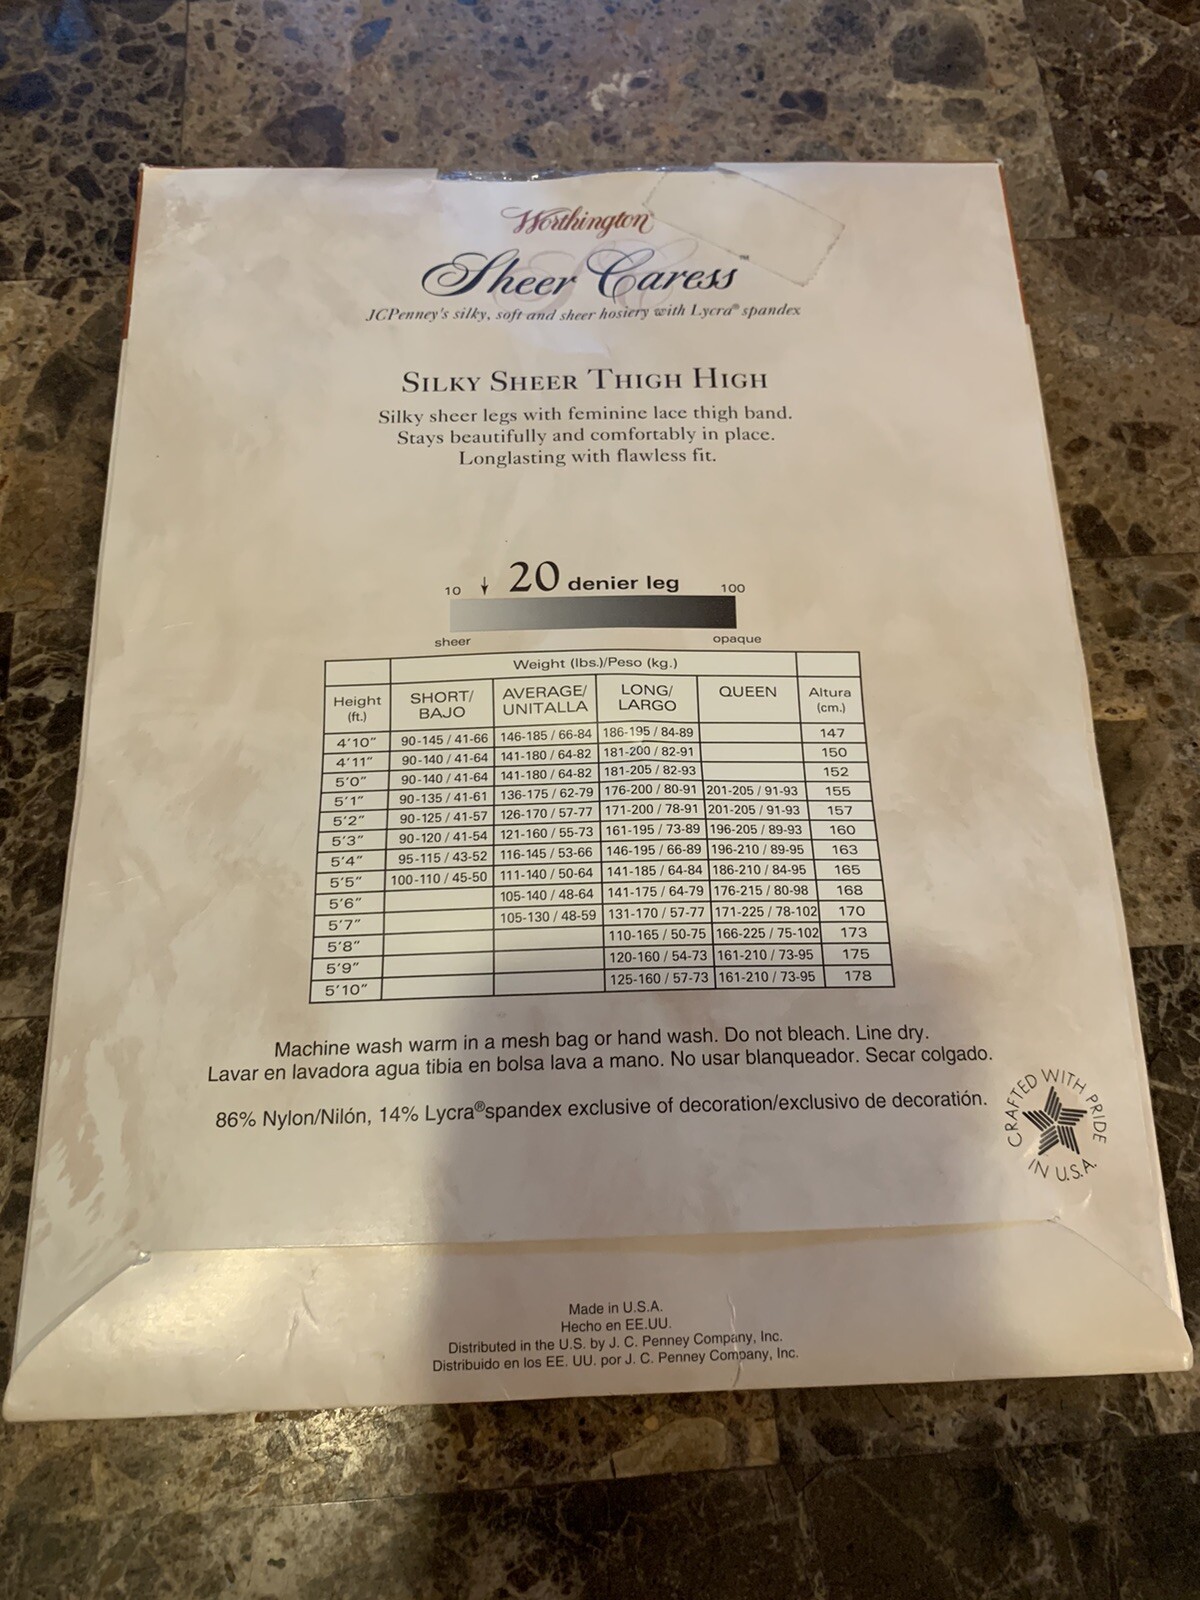 Worthington
Sheer Caress™
JCPenney's silky, soft and sheer hosiery with Lycra® spandex
SILKY SHEER THIGH HIGH
Silky sheer legs with feminine lace thigh band.
Stays beautifully and comfortably in place.
Longlasting with flawless fit.
10 ↓ 20 denier leg 100
sheer opaque
Weight (lbs.)/Peso (kg.)
Height (ft.) SHORT/BAJO AVERAGE/UNITALLA LONG/LARGO QUEEN Altura (cm.)
4'10" 90-145 / 41-66 146-185 / 66-84 186-195 / 84-89 147
4'11" 90-140 / 41-64 141-180 / 64-82 181-200 / 82-91 150
5'0" 90-140 / 41-64 141-180 / 64-82 181-205 / 82-93 152
5'1" 90-135 / 41-61 136-175 / 62-79 176-200 / 80-91 201-205 / 91-93 155
5'2" 90-125 / 41-57 126-170 / 57-77 171-200 / 78-91 201-205 / 91-93 157
5'3" 90-120 / 41-54 121-160 / 55-73 161-195 / 73-89 196-205 / 89-93 160
5'4" 95-115 / 43-52 116-145 / 53-66 146-195 / 66-89 196-210 / 89-95 163
5'5" 100-110 / 45-50 111-140 / 50-64 141-185 / 64-84 186-210 / 84-95 165
5'6" 105-140 / 48-64 141-175 / 64-79 176-215 / 80-98 168
5'7" 105-130 / 48-59 131-170 / 57-77 171-225 / 78-102 170
5'8" 110-165 / 50-75 166-225 / 75-102 173
5'9" 120-160 / 54-73 161-210 / 73-95 175
5'10" 125-160 / 57-73 161-210 / 73-95 178
Machine wash warm in a mesh bag or hand wash. Do not bleach. Line dry.
Lavar en lavadora agua tibia en bolsa lava a mano. No usar blanqueador. Secar colgado.
86% Nylon/Nilón, 14% Lycra®spandex exclusive of decoration/exclusivo de decoratión.
CRAFTED WITH PRIDE
IN U.S.A.
Made in U.S.A.
Hecho en EE.UU.
Distributed in the U.S. by J. C. Penney Company, Inc.
Distribuido en los EE. UU. por J. C. Penney Company, Inc.